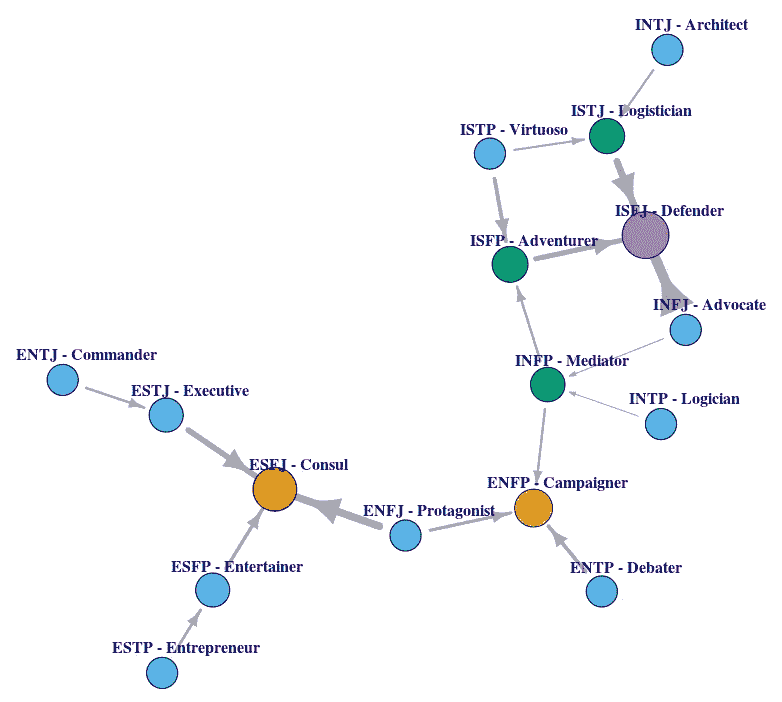 INTJ - Architect
ISTJ - Logistician
ISTP - Virtuoso
ISFJ - Defender
ISFP - Adventurer
INFJ - Advocate
ENTJ - Commander
INFP - Mediator
ESTJ - Executive
INTP - Logician
ESFJ - Consul
ENFP - Campaigner
ENFJ - Protagonist
ESFP - Entertainer
ENTP - Debater
ESTP - Entrepreneur